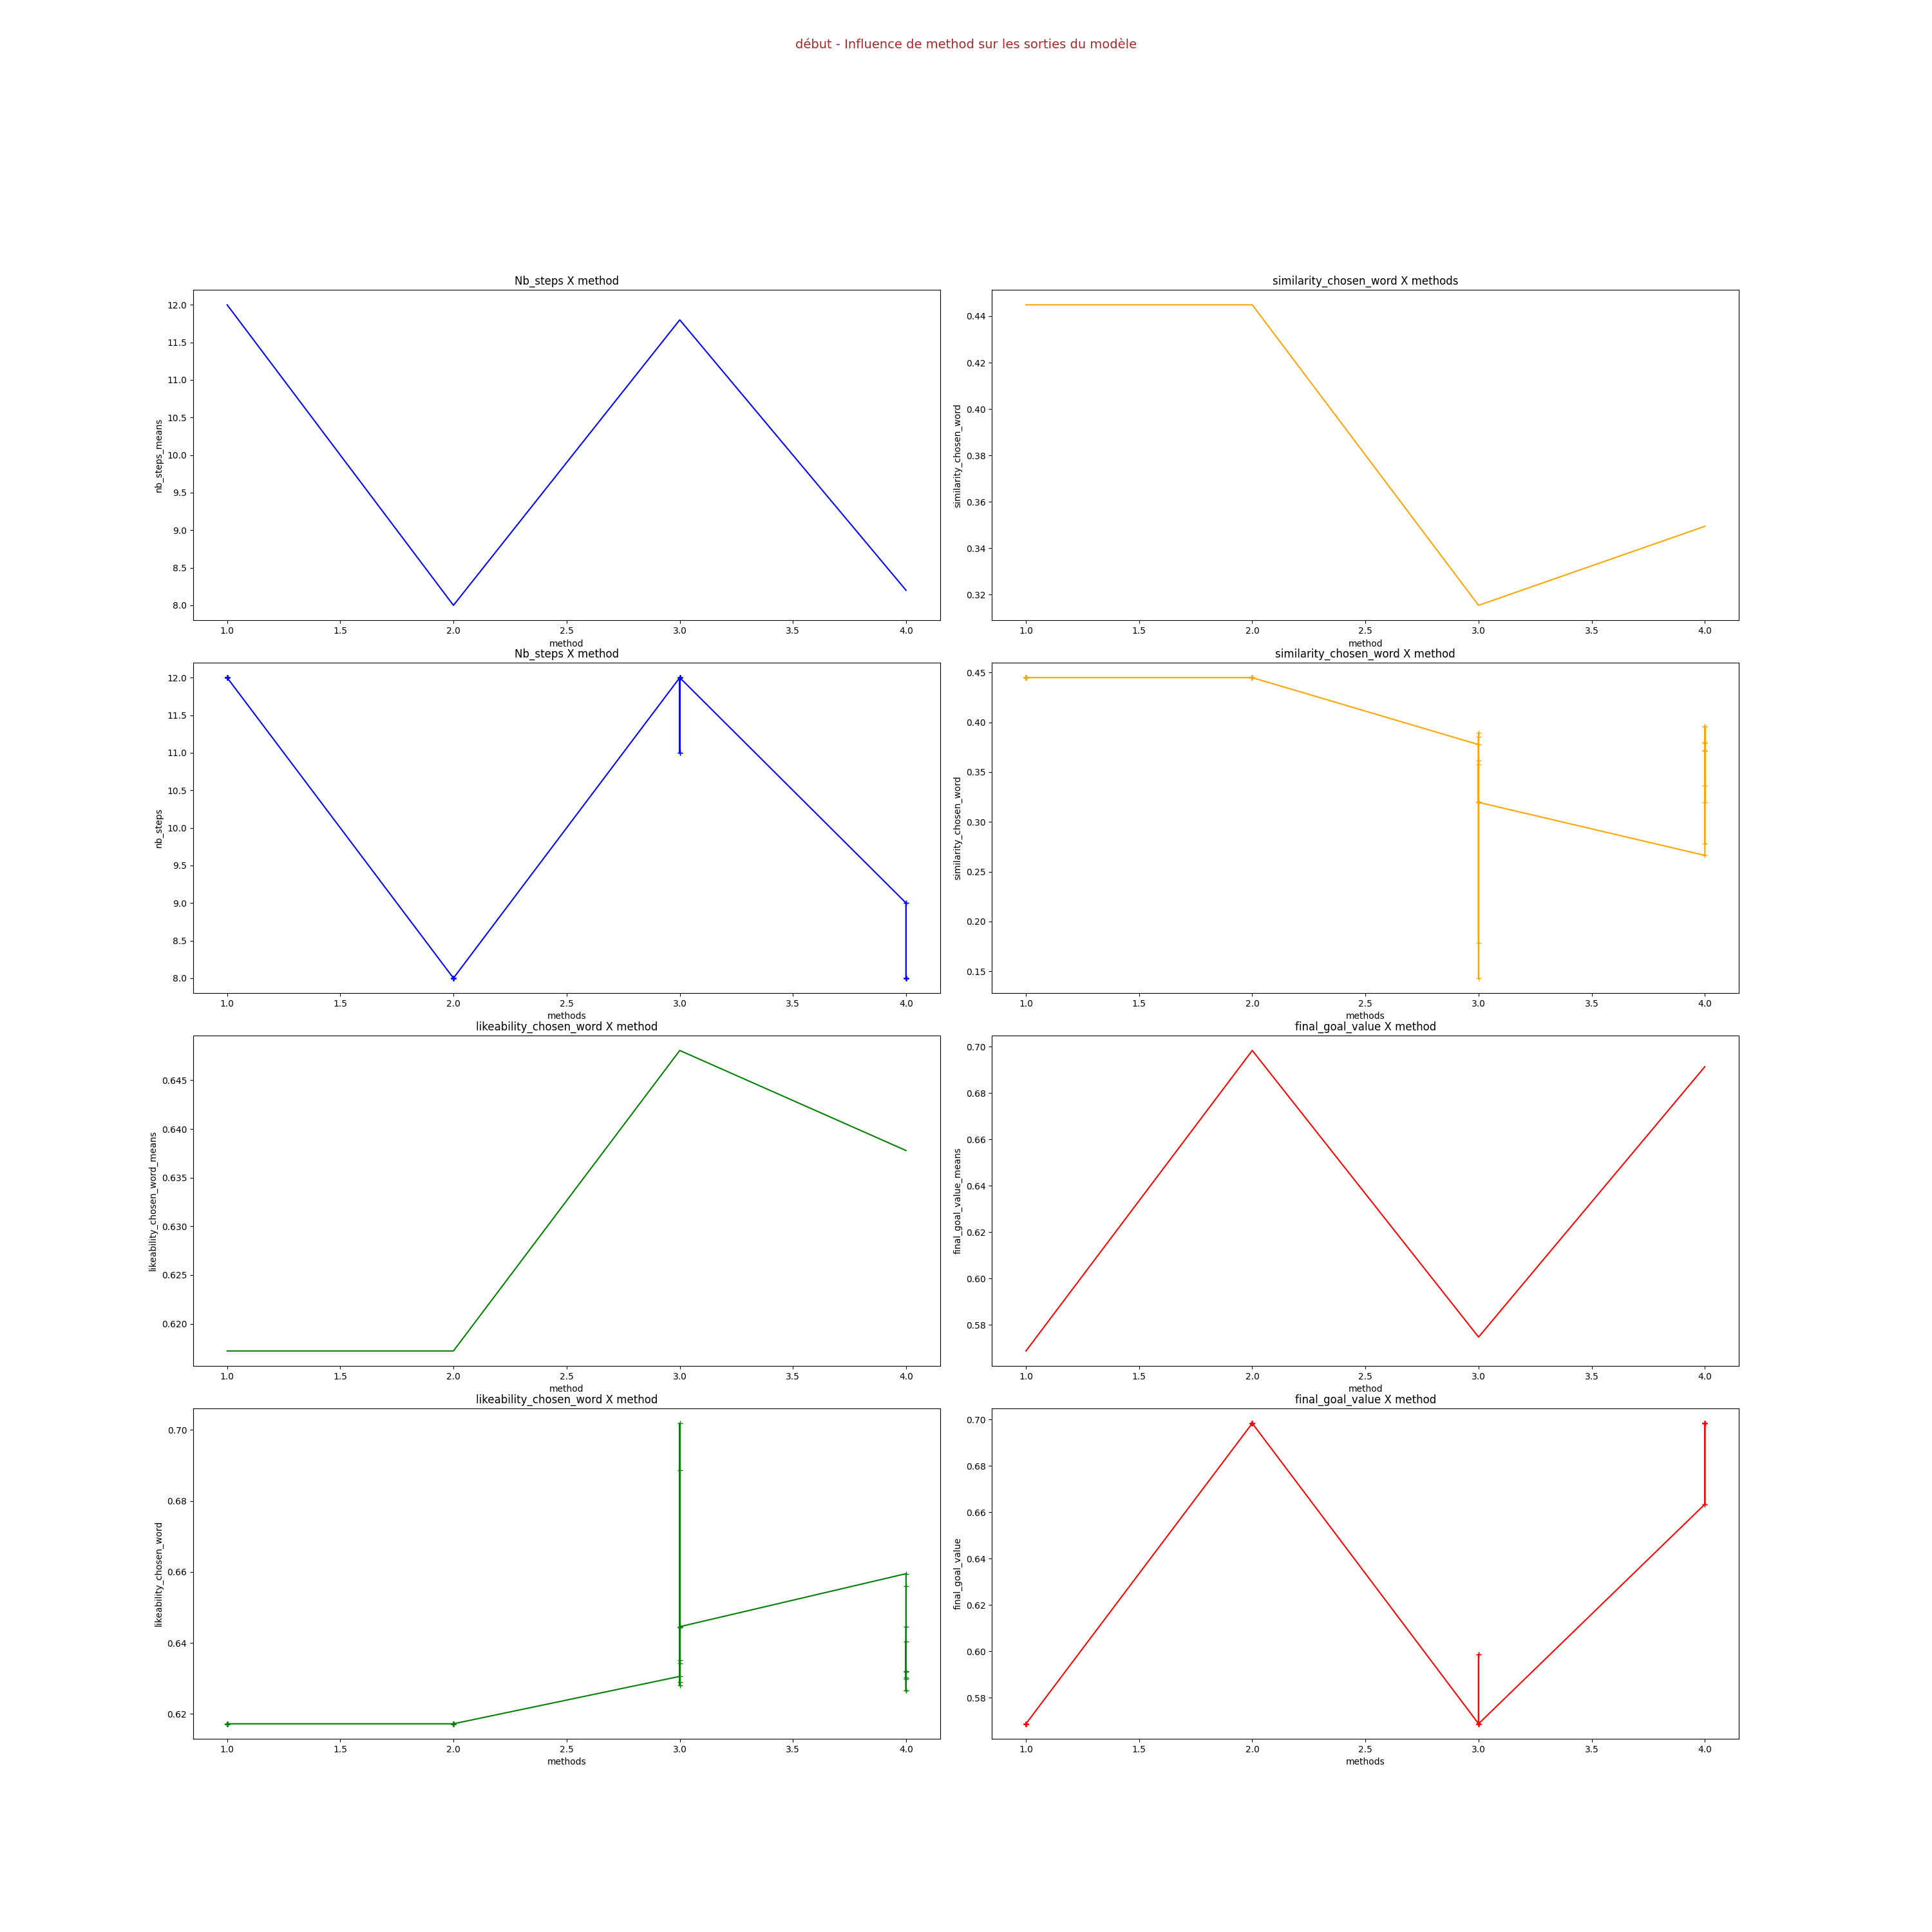 début - Influence de method sur les sorties du modèle
Nb_steps X method
12.0
11.5
11.0
10.5
10.0
9.5
9.0
8.5
8.0
nb_steps_means
1.0 1.5 2.0 2.5 3.0 3.5 4.0
method
similarity_chosen_word X methods
0.44
0.42
0.40
0.38
0.36
0.34
0.32
similarity_chosen_word
1.0 1.5 2.0 2.5 3.0 3.5 4.0
method
Nb_steps X method
12.0
11.5
11.0
10.5
10.0
9.5
9.0
8.5
8.0
nb_steps
1.0 1.5 2.0 2.5 3.0 3.5 4.0
methods
similarity_chosen_word X method
0.45
0.40
0.35
0.30
0.25
0.20
0.15
similarity_chosen_word
1.0 1.5 2.0 2.5 3.0 3.5 4.0
methods
likeability_chosen_word X method
0.645
0.640
0.635
0.630
0.625
0.620
likeability_chosen_word_means
1.0 1.5 2.0 2.5 3.0 3.5 4.0
method
final_goal_value X method
0.70
0.68
0.66
0.64
0.62
0.60
0.58
final_goal_value_means
1.0 1.5 2.0 2.5 3.0 3.5 4.0
method
likeability_chosen_word X method
0.70
0.68
0.66
0.64
0.62
likeability_chosen_word
1.0 1.5 2.0 2.5 3.0 3.5 4.0
methods
final_goal_value X method
0.70
0.68
0.66
0.64
0.62
0.60
0.58
final_goal_value
1.0 1.5 2.0 2.5 3.0 3.5 4.0
methods